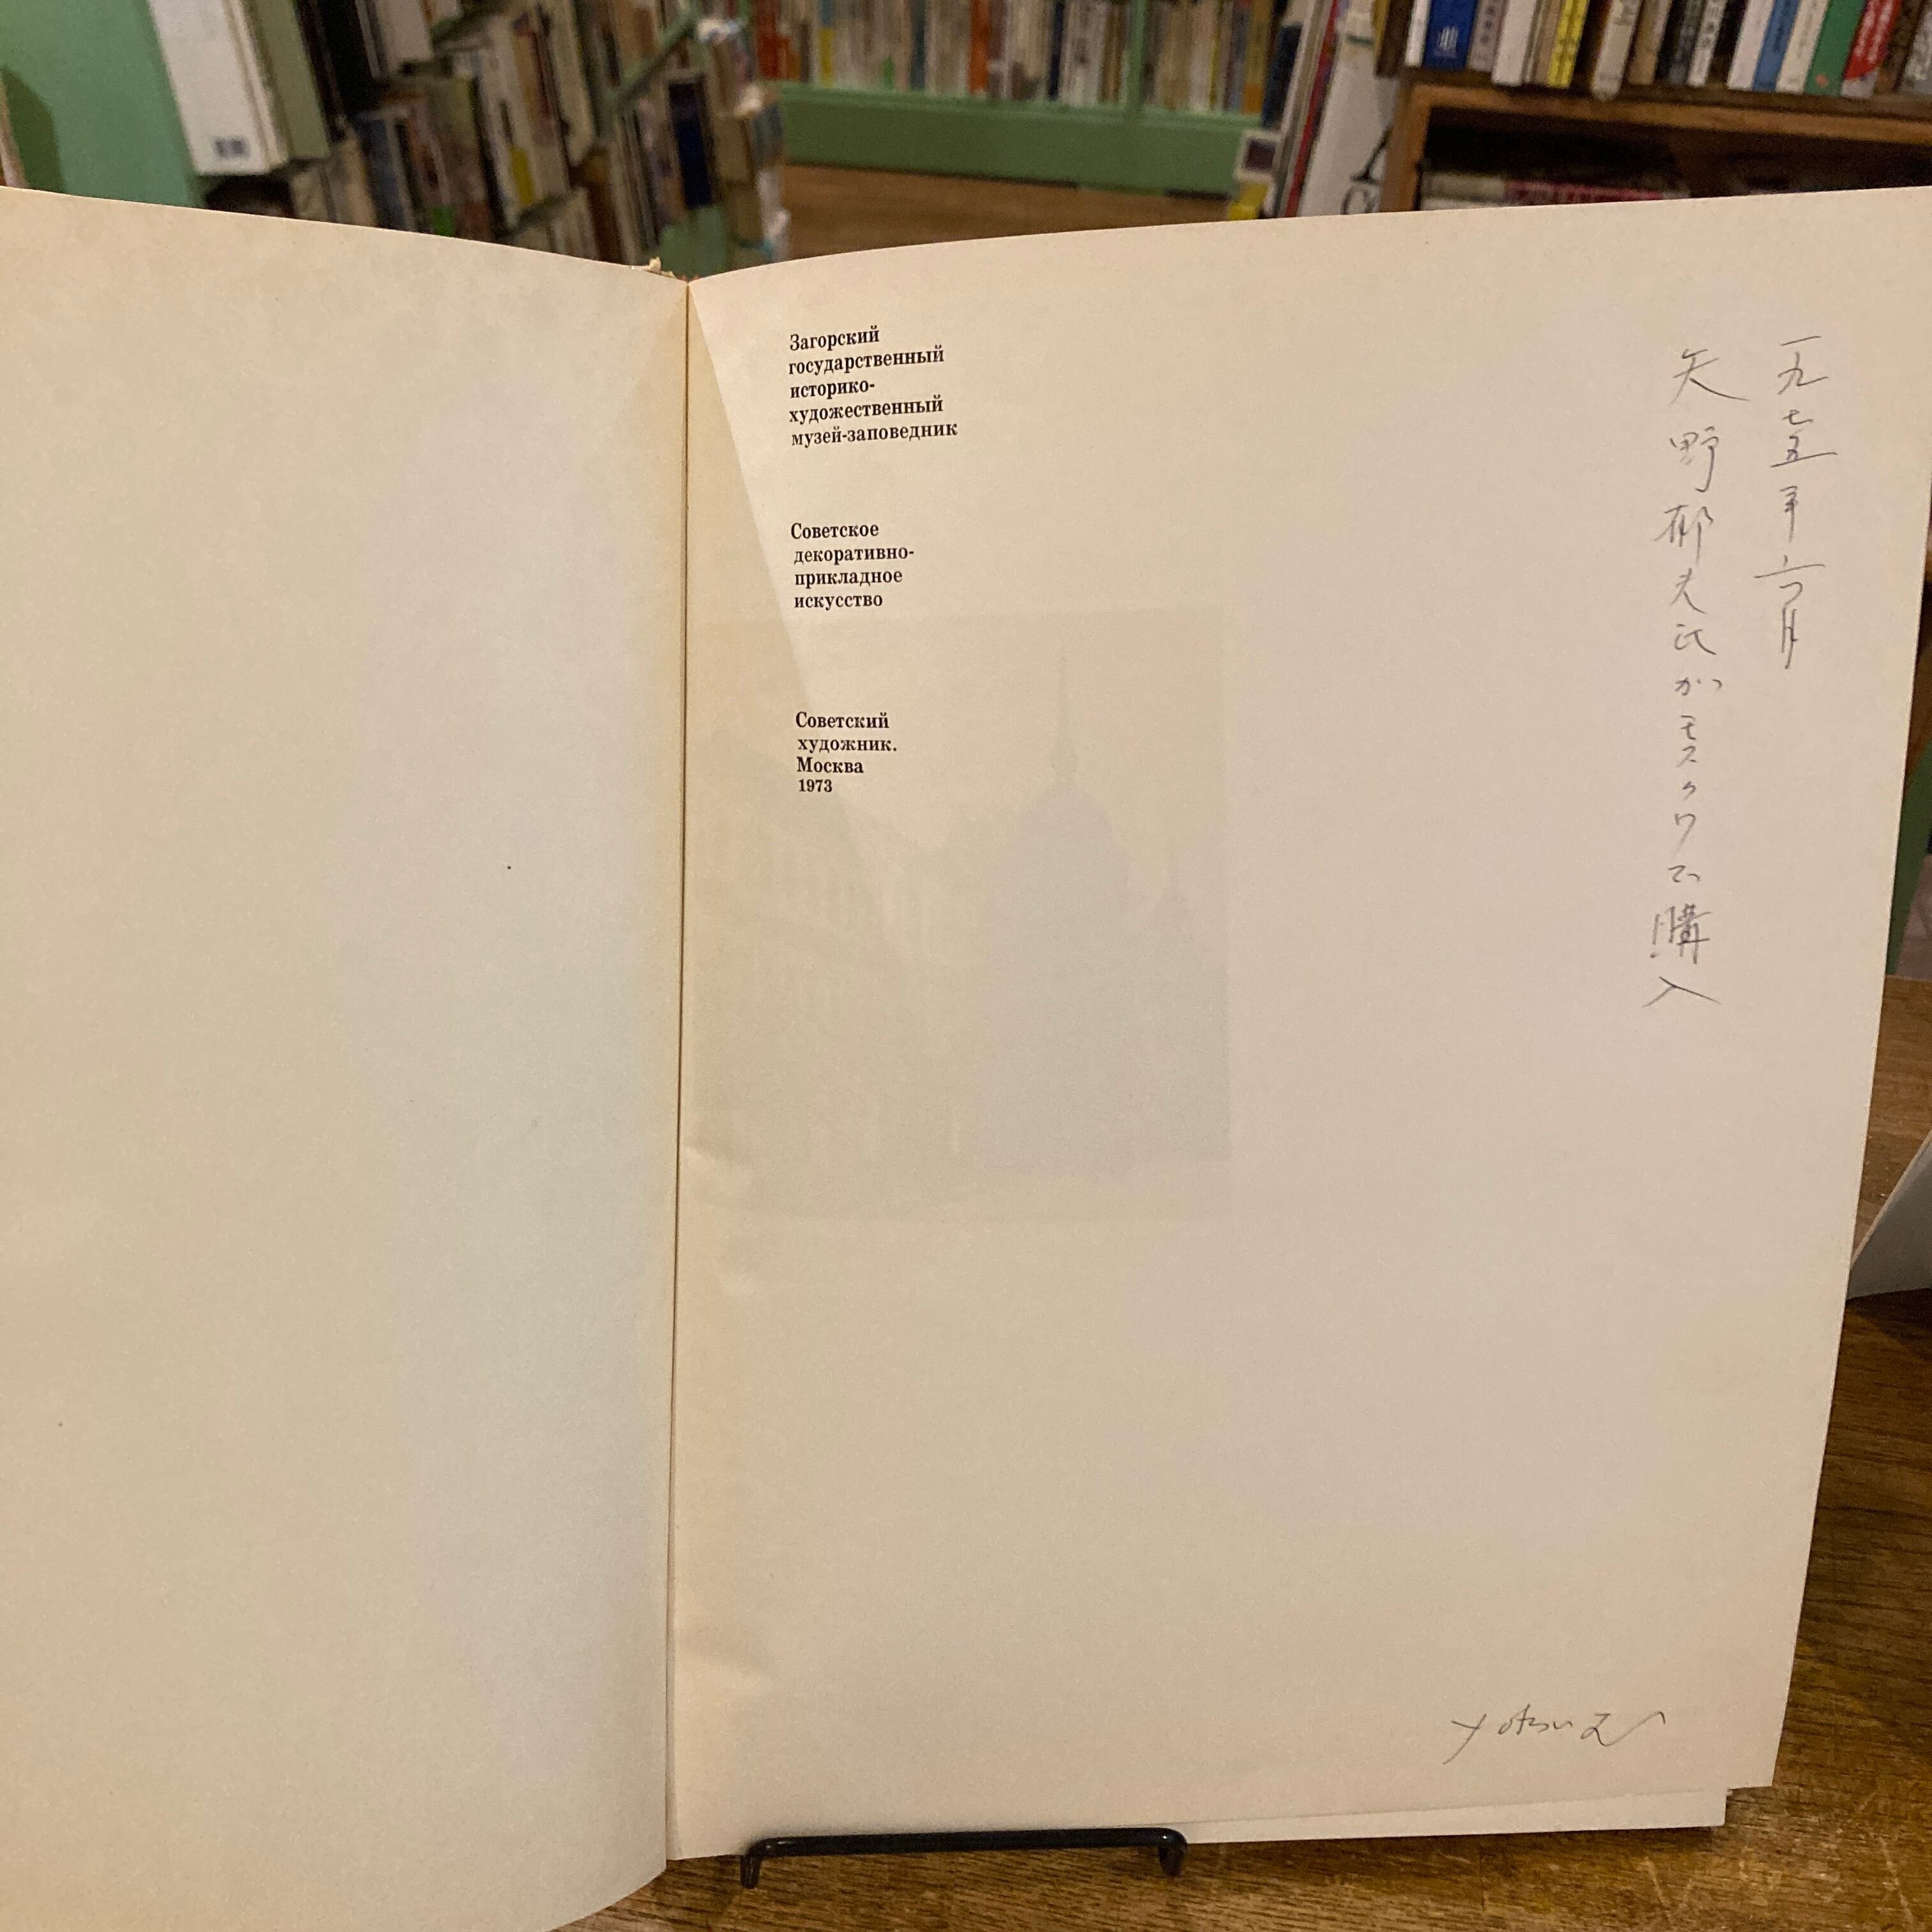 Загорский
государственный
историко-
художественный
музей-заповедник
Советское
декоративно-
прикладное
искусство
Советский
художник.
Москва
1973
一九七五年六月
矢野郁夫氏がモスクワで購入